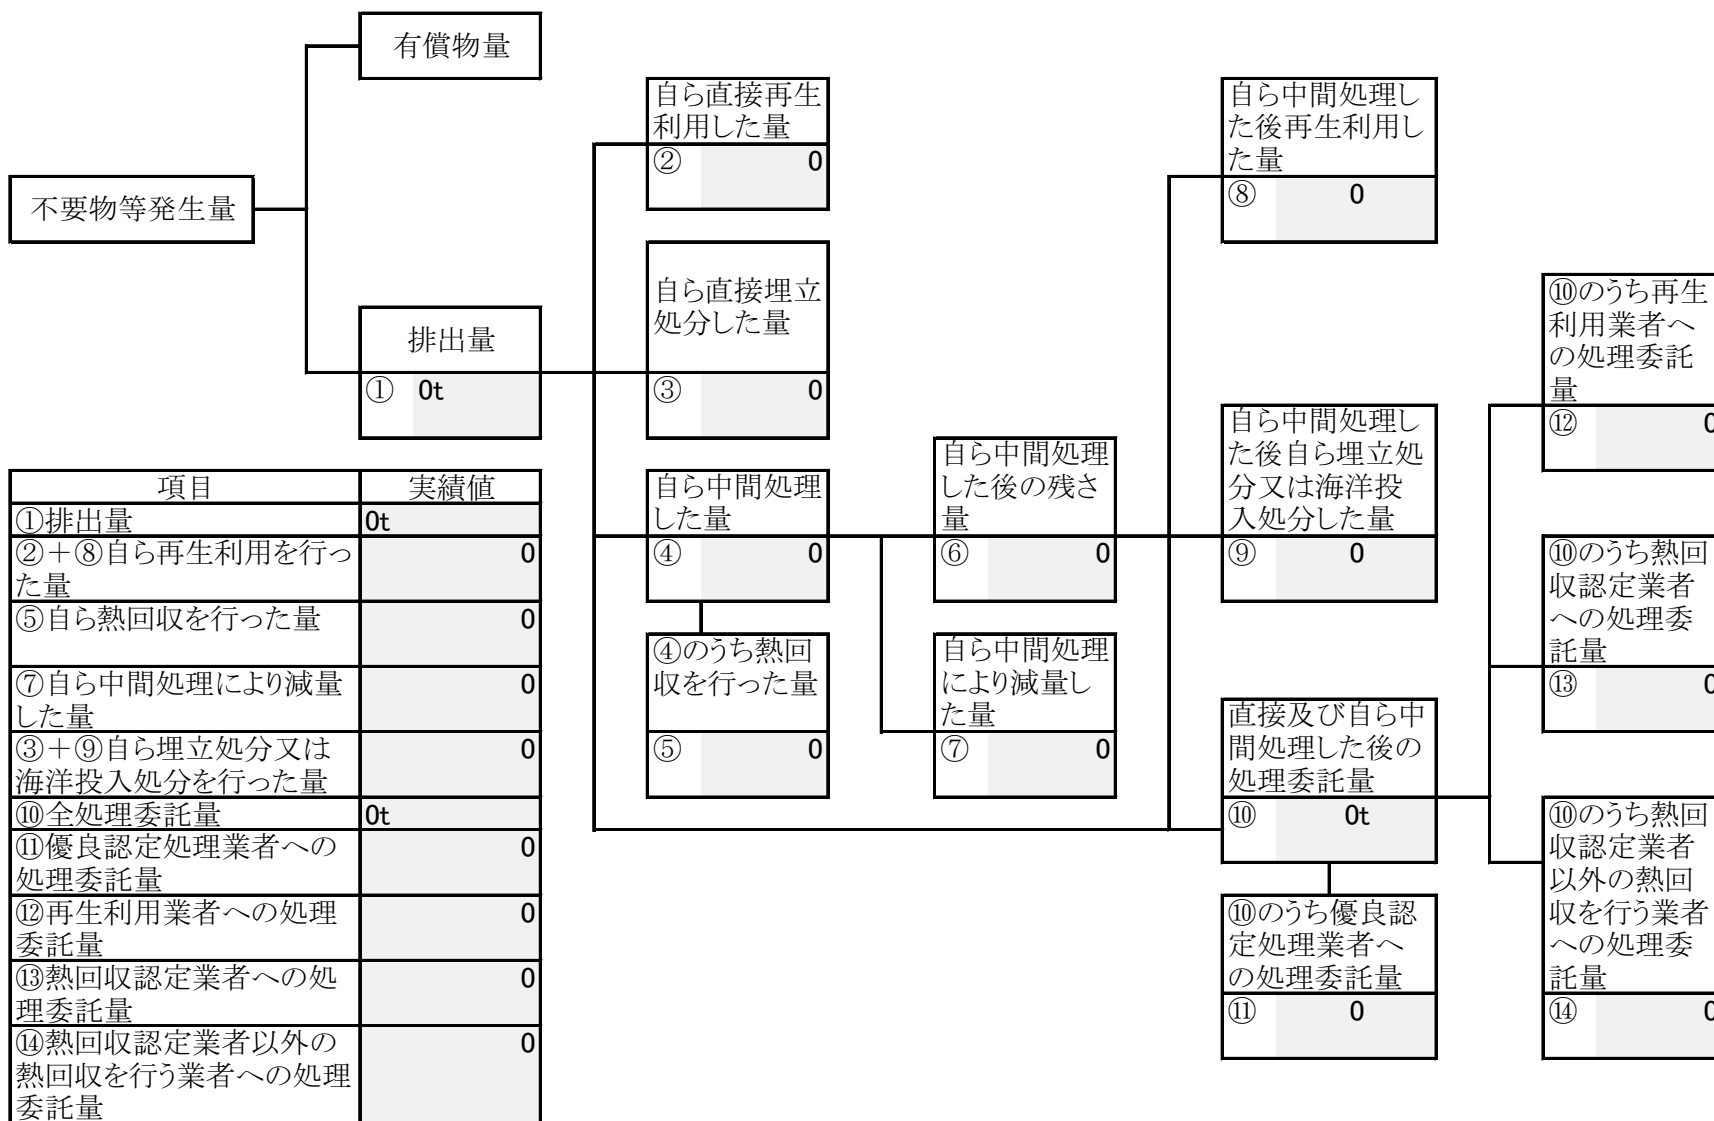 有償物量
自ら直接再生
利用した量
② 0
自ら中間処理し
た後再生利用し
た量
⑧ 0
不要物等発生量
自ら直接埋立
処分した量
③ 0
排出量
① 0t
⑩のうち再生
利用業者へ
の処理委託
量
⑫ 0
自ら中間処理
した量
④ 0
自ら中間処理
した後の残さ
量
⑥ 0
自ら中間処理し
た後自ら埋立処
分又は海洋投
入処分した量
⑨ 0
⑩のうち熱回
収認定業者
への処理委
託量
⑬ 0
④のうち熱回
収を行った量
⑤ 0
自ら中間処理
により減量し
た量
⑦ 0
直接及び自ら中
間処理した後の
処理委託量
⑩ 0t
⑩のうち熱回
収認定業者
以外の熱回
収を行う業者
への処理委
託量
⑭ 0
⑩のうち優良認
定処理業者へ
の処理委託量
⑪ 0
項目 実績値
①排出量 0t
②+⑧自ら再生利用を行っ 0
た量
⑤自ら熱回収を行った量 0
⑦自ら中間処理により減量 0
した量
③+⑨自ら埋立処分又は 0
海洋投入処分を行った量
⑩全処理委託量 0t
⑪優良認定処理業者への 0
処理委託量
⑫再生利用業者への処理 0
委託量
⑬熱回収認定業者への処 0
理委託量
⑭熱回収認定業者以外の 0
熱回収を行う業者への処理
委託量